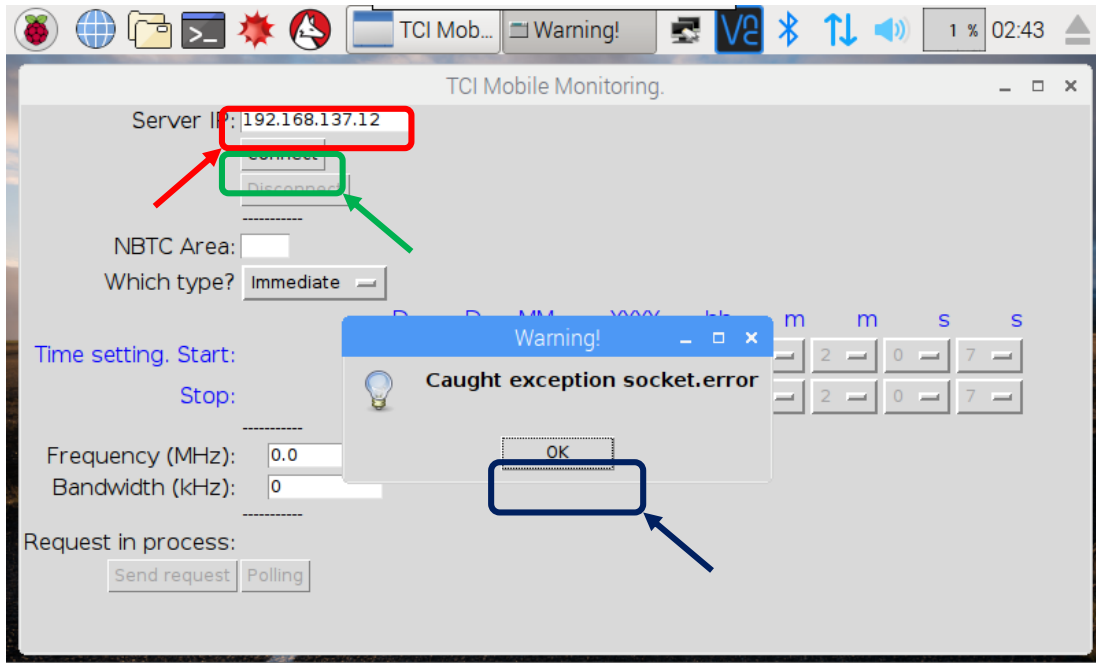 TCI Mob... Warning! 1 % 02:43
TCI Mobile Monitoring.
Server IP: 192.168.137.12
Connect
Disconnect
-----------
NBTC Area:
Which type? Immediate
D D MM YYYY hh m m s s
Time setting. Start: 2 0 7
Stop: 2 0 7
-----------
Frequency (MHz): 0.0
Bandwidth (kHz): 0
-----------
Request in process:
Send request Polling
Warning!
Caught exception socket.error
OK